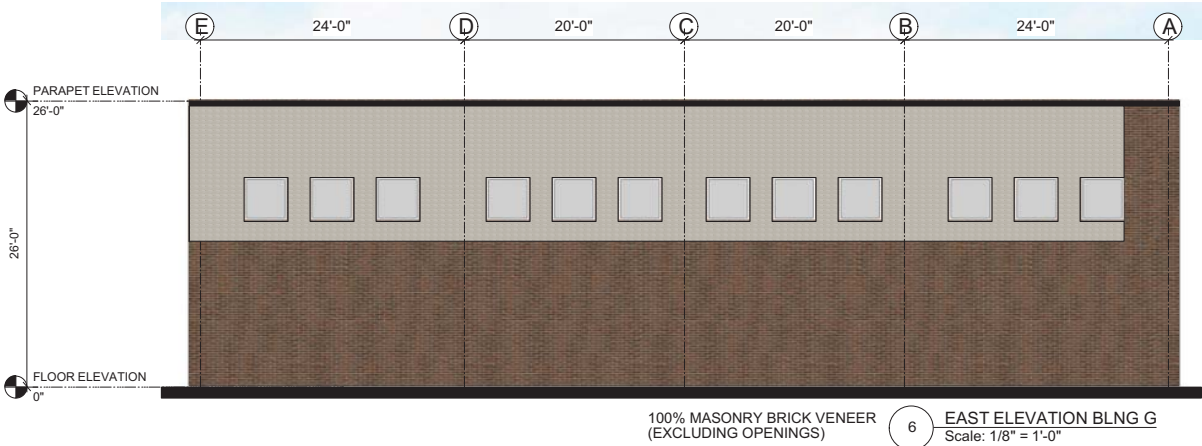 E 24'-0" D 20'-0" C 20'-0" B 24'-0" A
PARAPET ELEVATION
26'-0"
26'-0"
FLOOR ELEVATION
0"
100% MASONRY BRICK VENEER
(EXCLUDING OPENINGS)
6
EAST ELEVATION BLNG G
Scale: 1/8" = 1'-0"